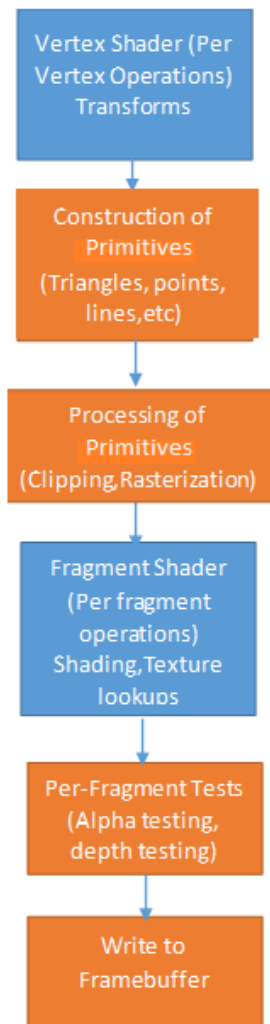 Vertex Shader (Per
Vertex Operations)
Transforms
Construction of
Primitives
(Triangles, points,
lines,etc)
Processing of
Primitives
(Clipping,Rasterization)
Fragment Shader
(Per fragment
operations)
Shading,Texture
lookups
Per-Fragment Tests
(Alpha testing,
depth testing)
Write to
Framebuffer